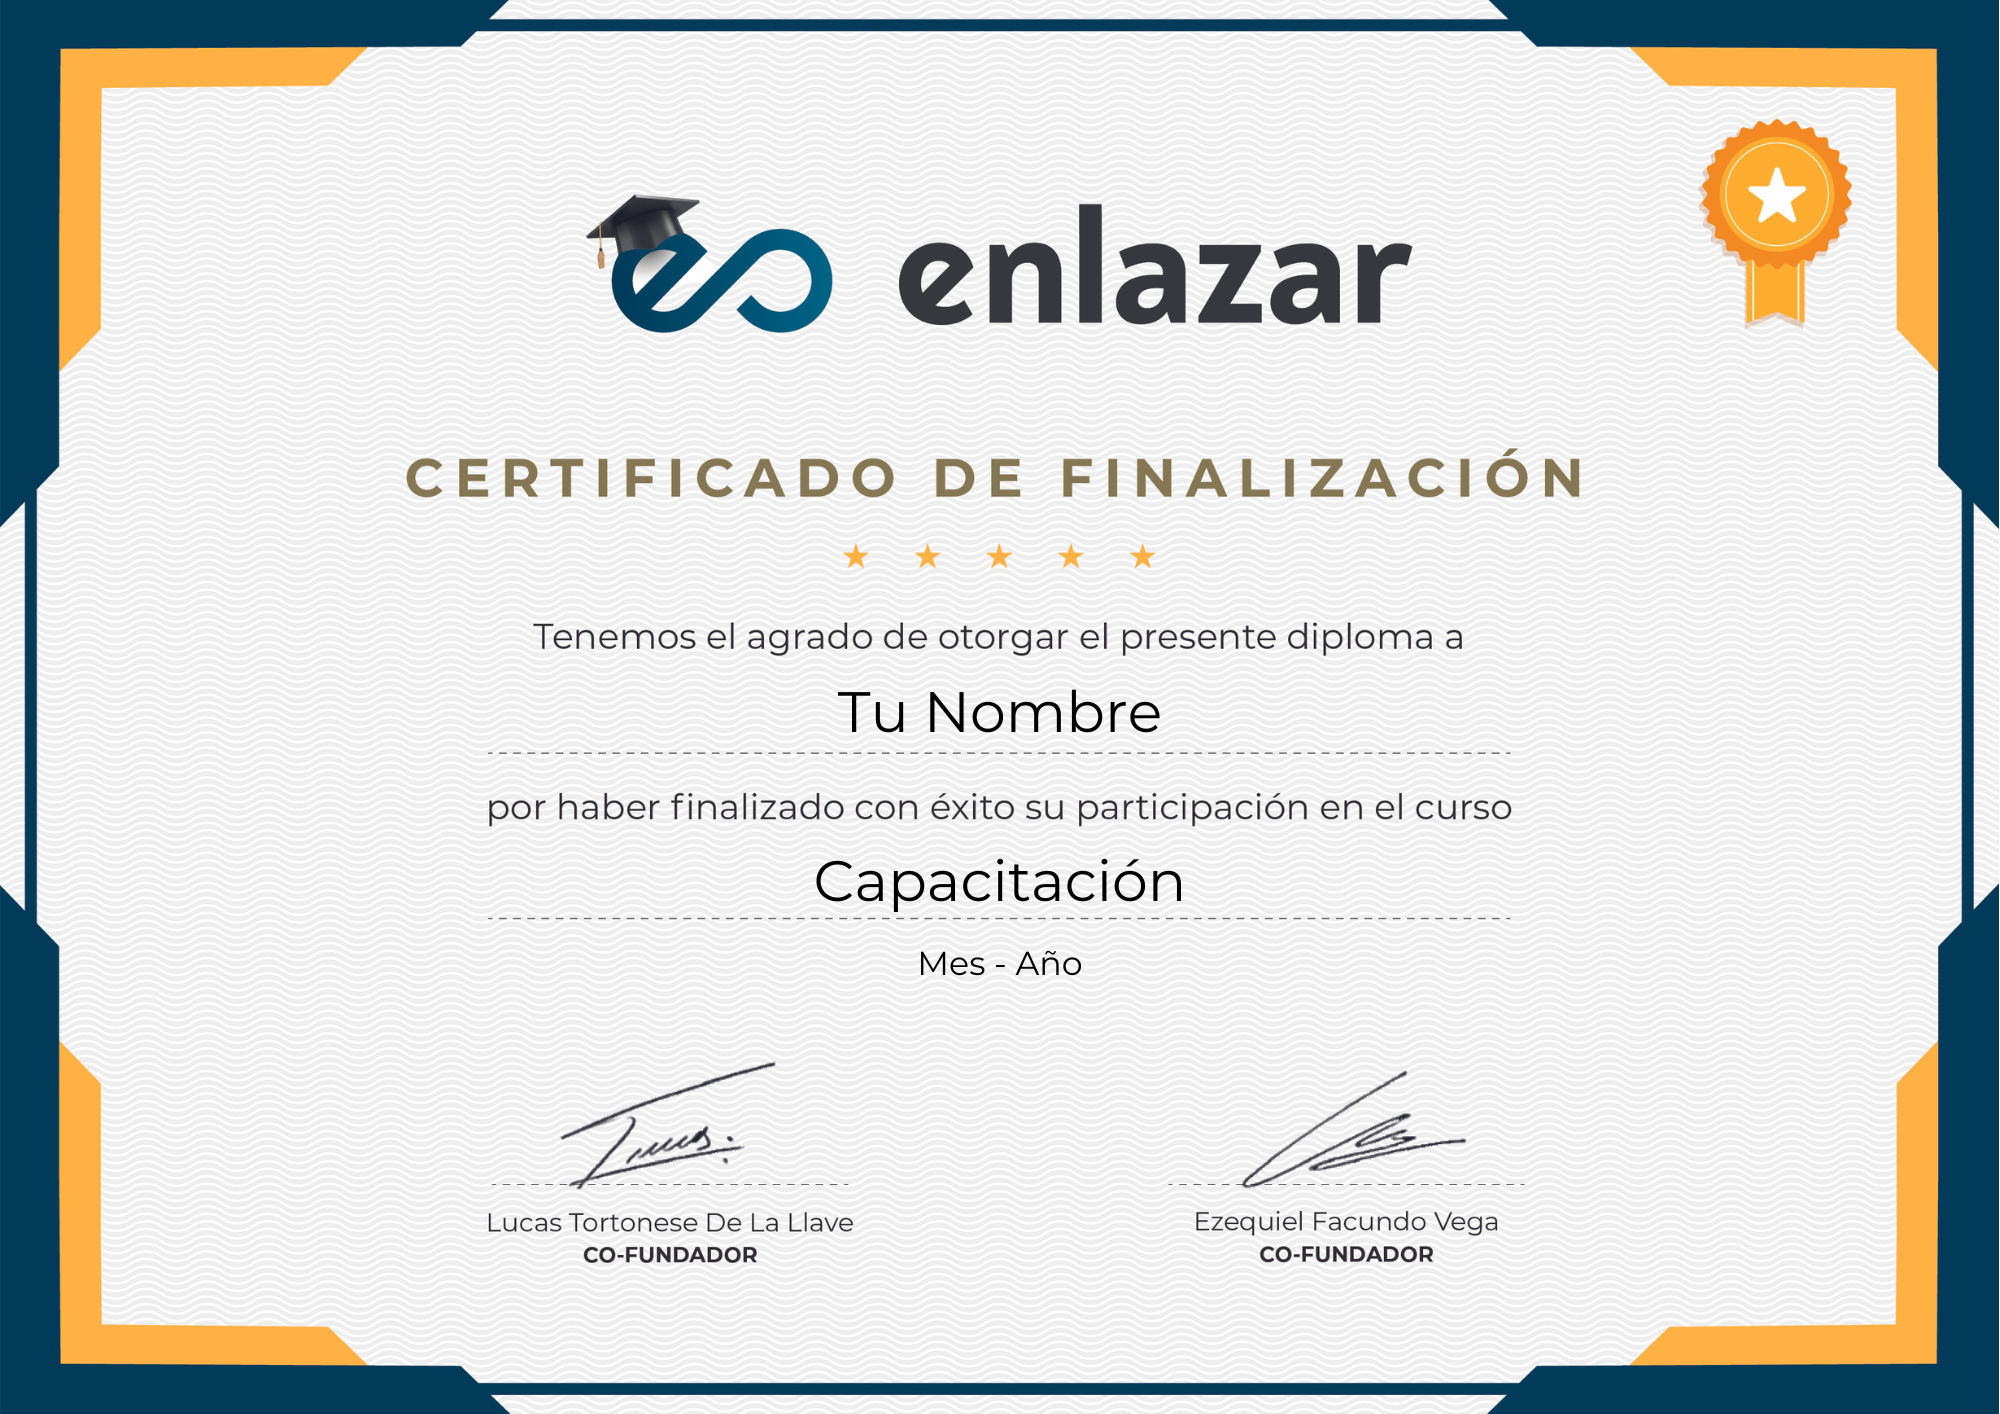 enlazar
CERTIFICADO DE FINALIZACIÓN
Tenemos el agrado de otorgar el presente diploma a
Tu Nombre
por haber finalizado con éxito su participación en el curso
Capacitación
Mes - Año
Lucas Tortonese De La Llave
CO-FUNDADOR
Ezequiel Facundo Vega
CO-FUNDADOR